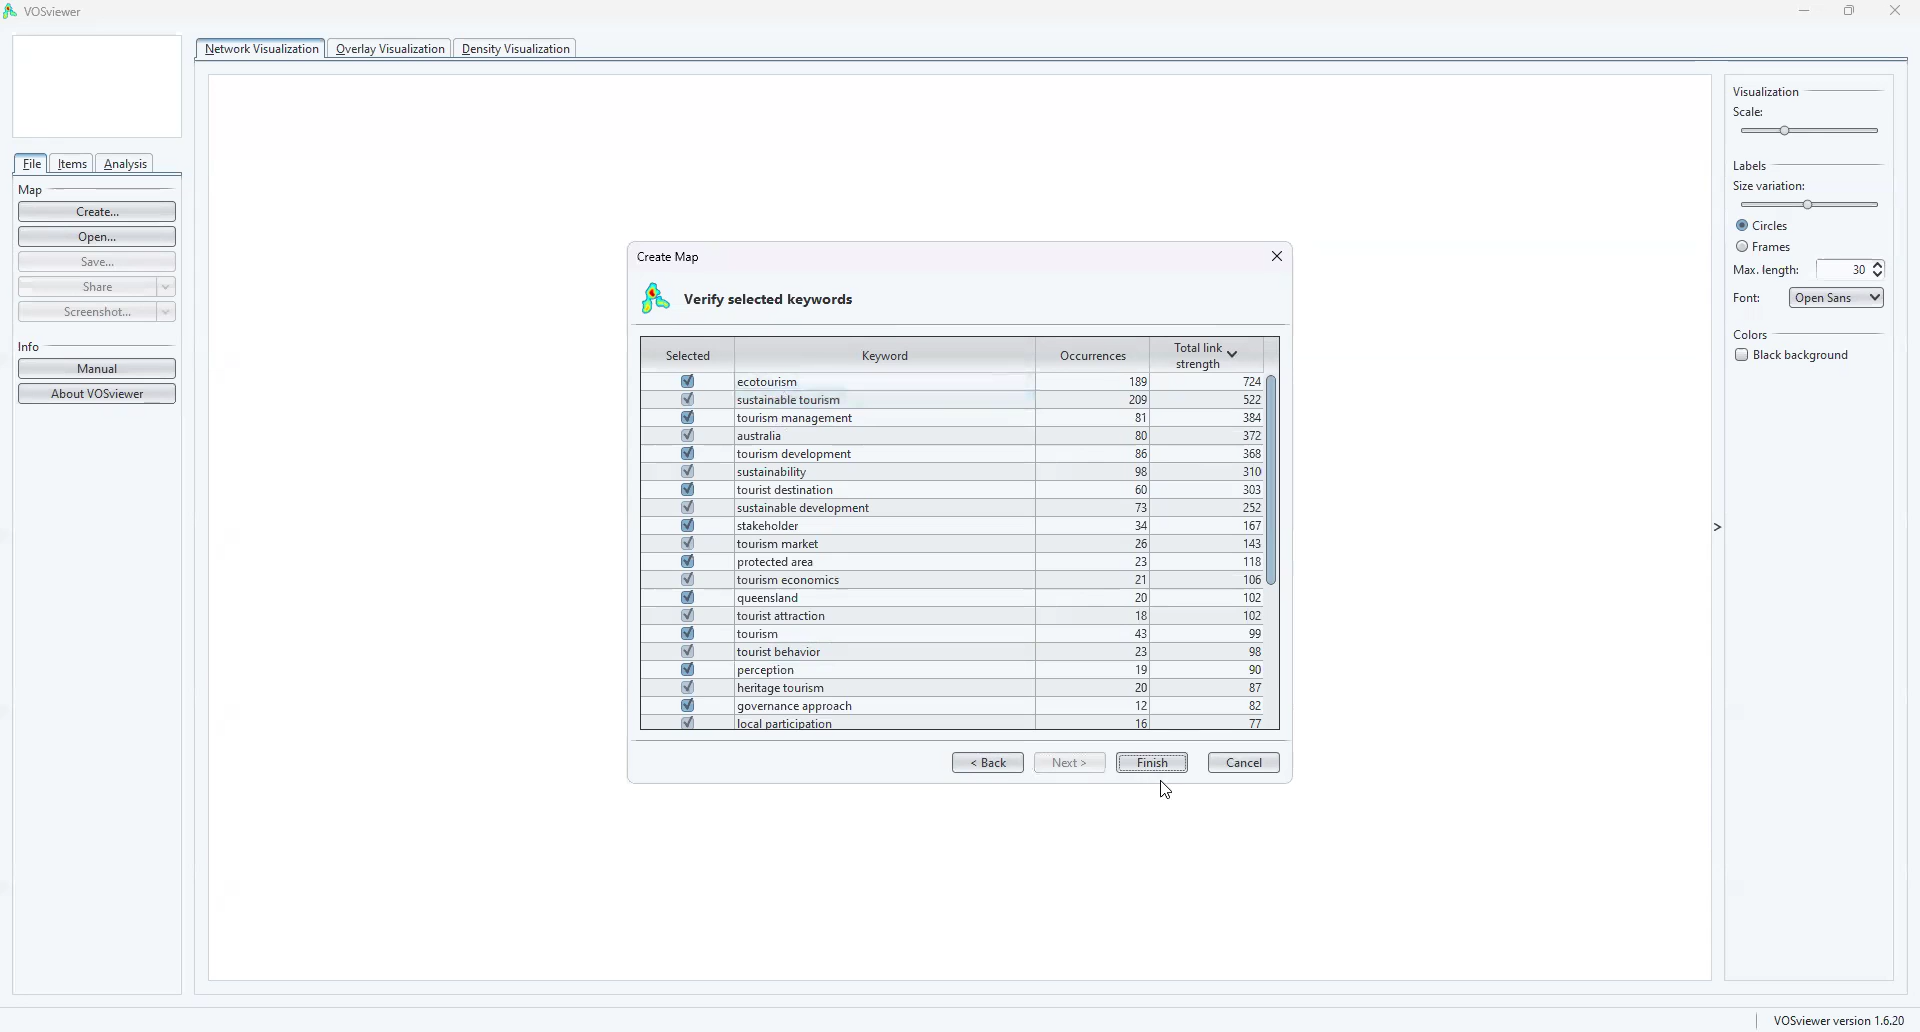 VOSviewer
Network Visualization Overlay Visualization Density Visualization
File Items Analysis
Map
Create...
Open...
Save...
Share
Screenshot...
Info
Manual
About VOSviewer
Create Map
Verify selected keywords
Selected Keyword Occurrences Total link strength
ecotourism 189 724
sustainable tourism 209 522
tourism management 81 384
australia 80 372
tourism development 86 368
sustainability 98 310
tourist destination 60 303
sustainable development 73 252
stakeholder 34 167
tourism market 26 143
protected area 23 118
tourism economics 21 106
queensland 20 102
tourist attraction 18 102
tourism 43 99
tourist behavior 23 98
perception 19 90
heritage tourism 20 87
governance approach 12 82
local participation 16 77
< Back Next > Finish Cancel
>
Visualization
Scale:
Labels
Size variation:
Circles
Frames
Max. length: 30
Font: Open Sans
Colors
Black background
VOSviewer version 1.6.20